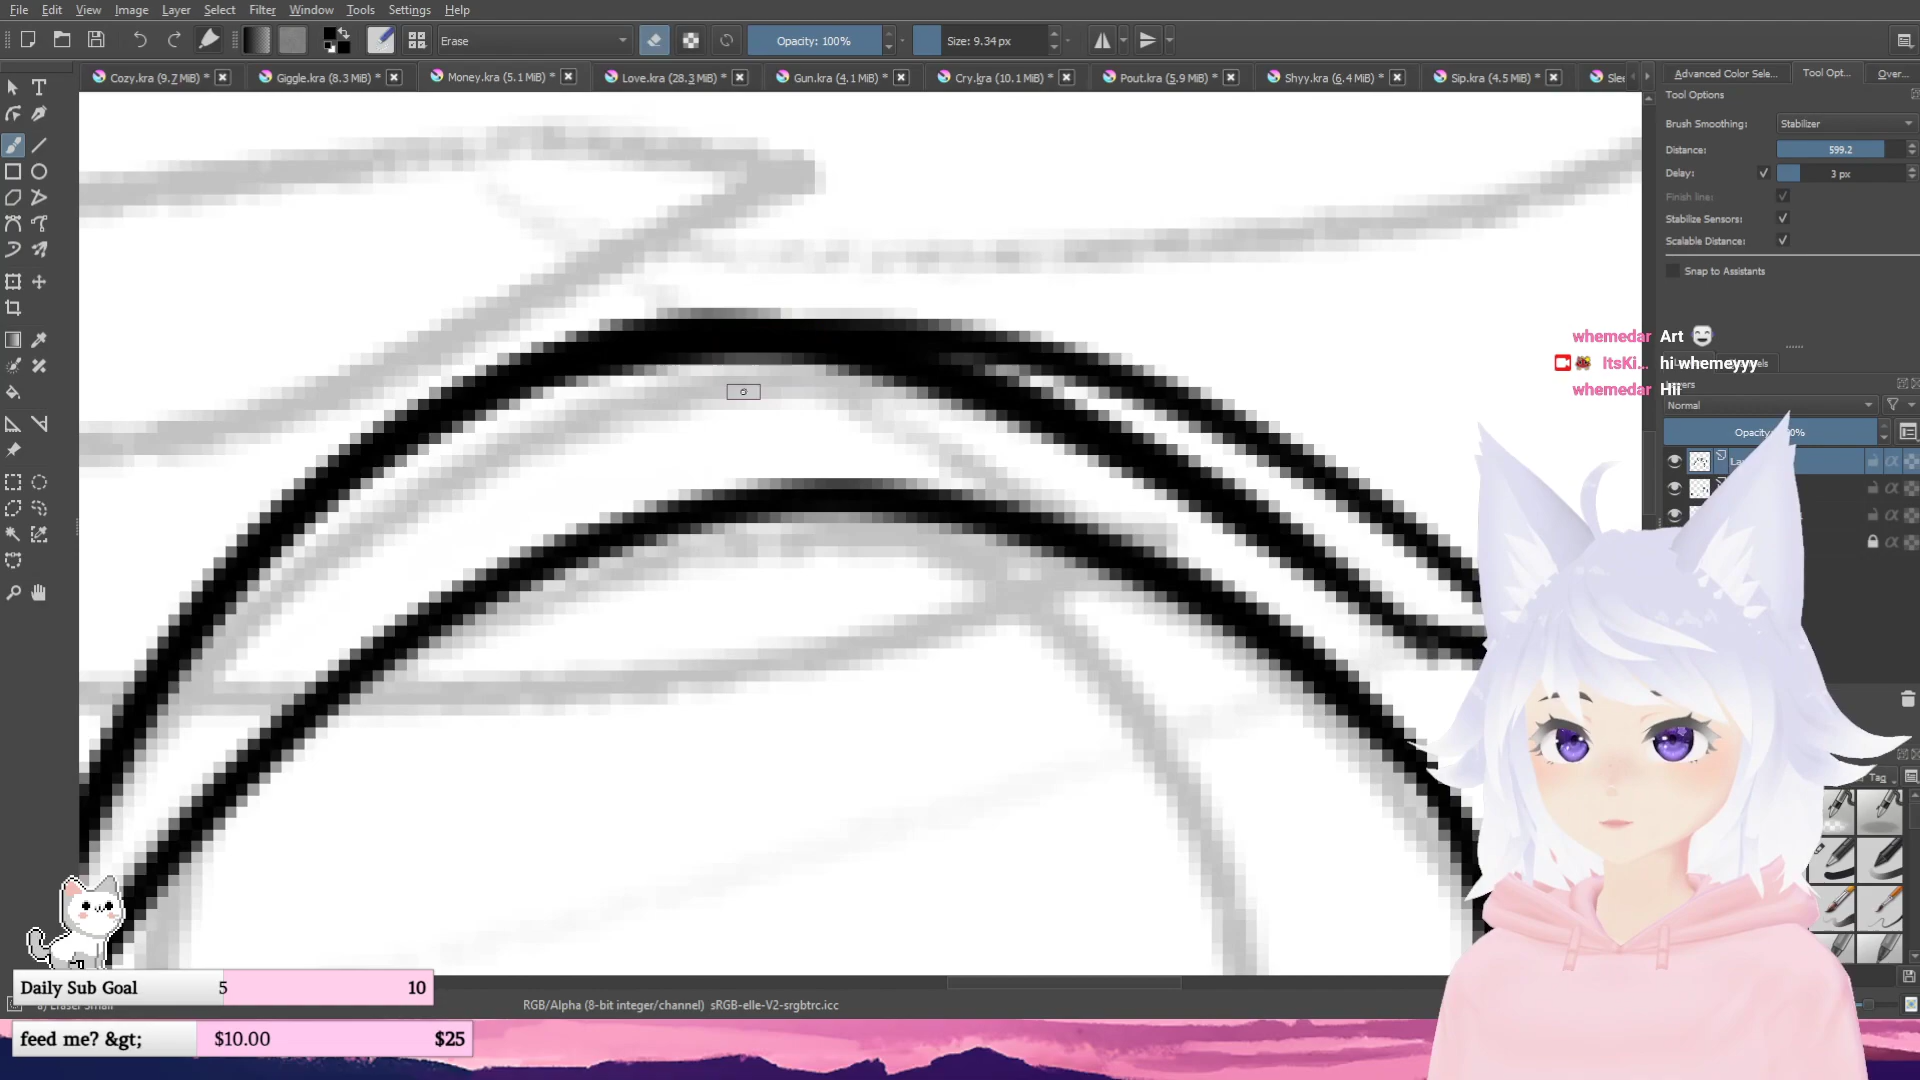 File Edit View Image Layer Select Filter Window Tools Settings Help
Erase Opacity: 100% Size: 9.34 px
Cozy.kra (9.7 MiB) * Giggle.kra (8.3 MiB) * Money.kra (5.1 MiB) * Love.kra (28.3 MiB) * Gun.kra (4.1 MiB) * Cry.kra (10.1 MiB) * Pout.kra (5.9 MiB) * Shyy.kra (6.4 MiB) * Sip.kra (4.5 MiB) * Slee
Advanced Color Sele... Tool Opt... Over...
Tool Options
Brush Smoothing: Stabilizer
Distance: 599.2
Delay: 3 px
Finish line:
Stabilize Sensors:
Scalable Distance:
Snap to Assistants
whemedar Art
ItsKi... hi whemeyyy
whemedar Hii
Normal
Tag
Daily Sub Goal 5 10
RGB/Alpha (8-bit integer/channel) sRGB-elle-V2-srgbtrc.icc
feed me? &gt; $10.00 $25